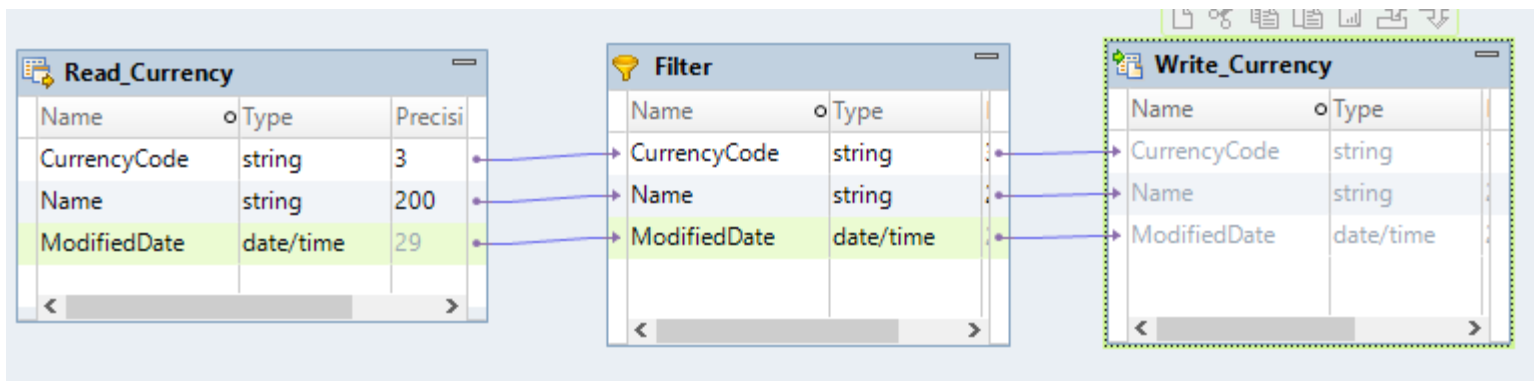 Read_Currency
Name Type Precisi
CurrencyCode string 3
Name string 200
ModifiedDate date/time 29
Filter
Name Type
CurrencyCode string
Name string
ModifiedDate date/time
Write_Currency
Name Type
CurrencyCode string
Name string
ModifiedDate date/time